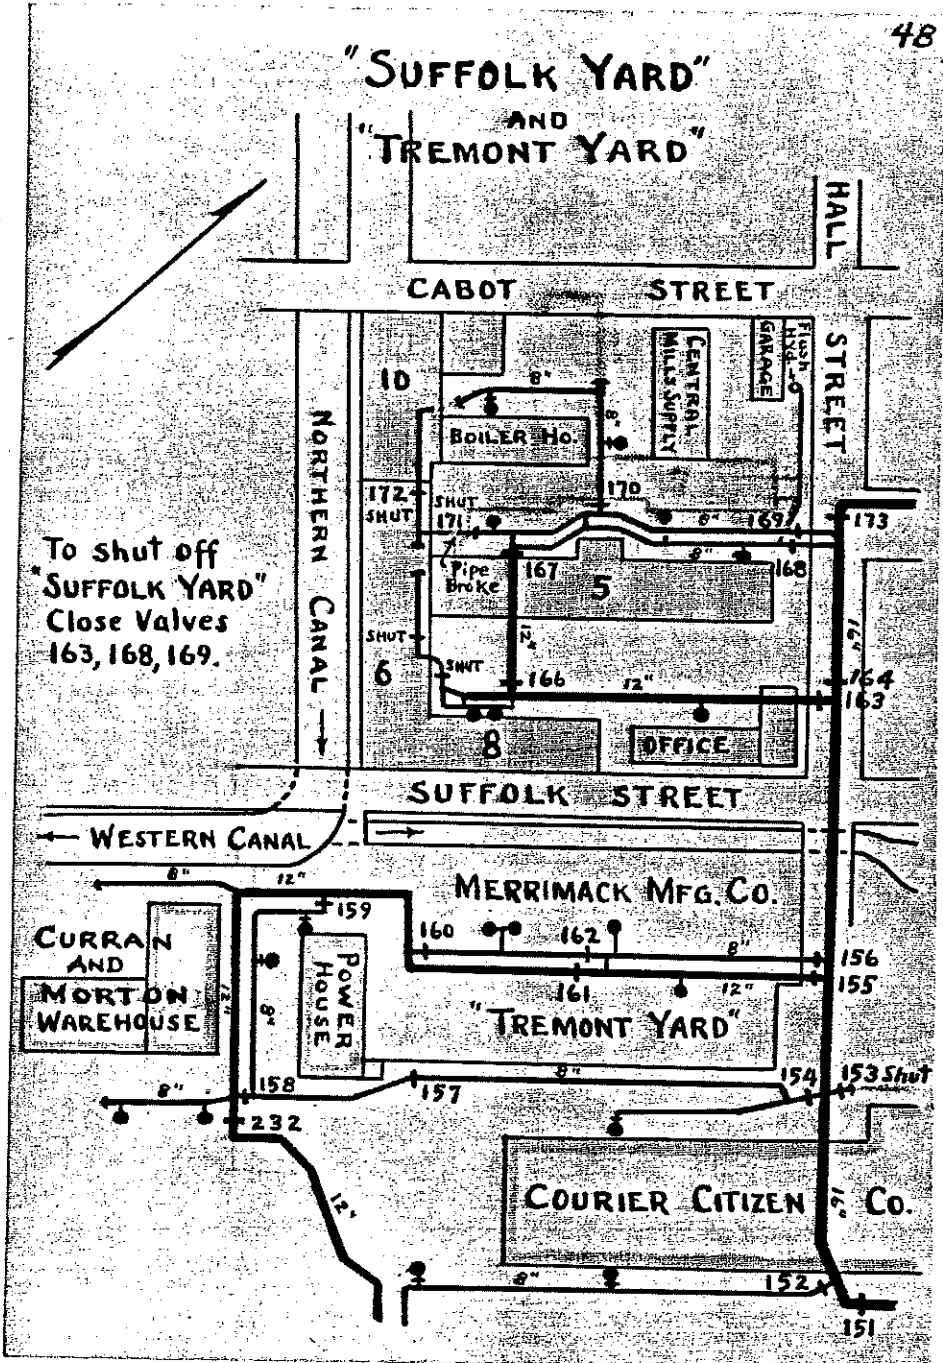 48
"SUFFOLK YARD"
AND
"TREMONT YARD"
HALL
STREET
CABOT STREET
10
8"
8"
CENTRAL
MILLS SUPPLY
GARAGE
Flush
Hyd.
BOILER HO.
NORTHERN CANAL
172
SHUT
SHUT
171
170
8"
169
173
Pipe
Broke
167
5
8"
168
To shut off
"SUFFOLK YARD"
Close Valves
163, 168, 169.
SHUT
12"
16"
6
SHUT
166
12"
164
163
8
OFFICE
SUFFOLK STREET
WESTERN CANAL
8"
12"
MERRIMACK MFG. CO.
159
160
162
8"
156
CURRAN
AND
MORTON
WAREHOUSE
12"
8"
POWER
HOUSE
161
12"
155
"TREMONT YARD"
8"
158
157
8"
154
153 Shut
232
12"
COURIER CITIZEN CO.
16"
8"
152
151